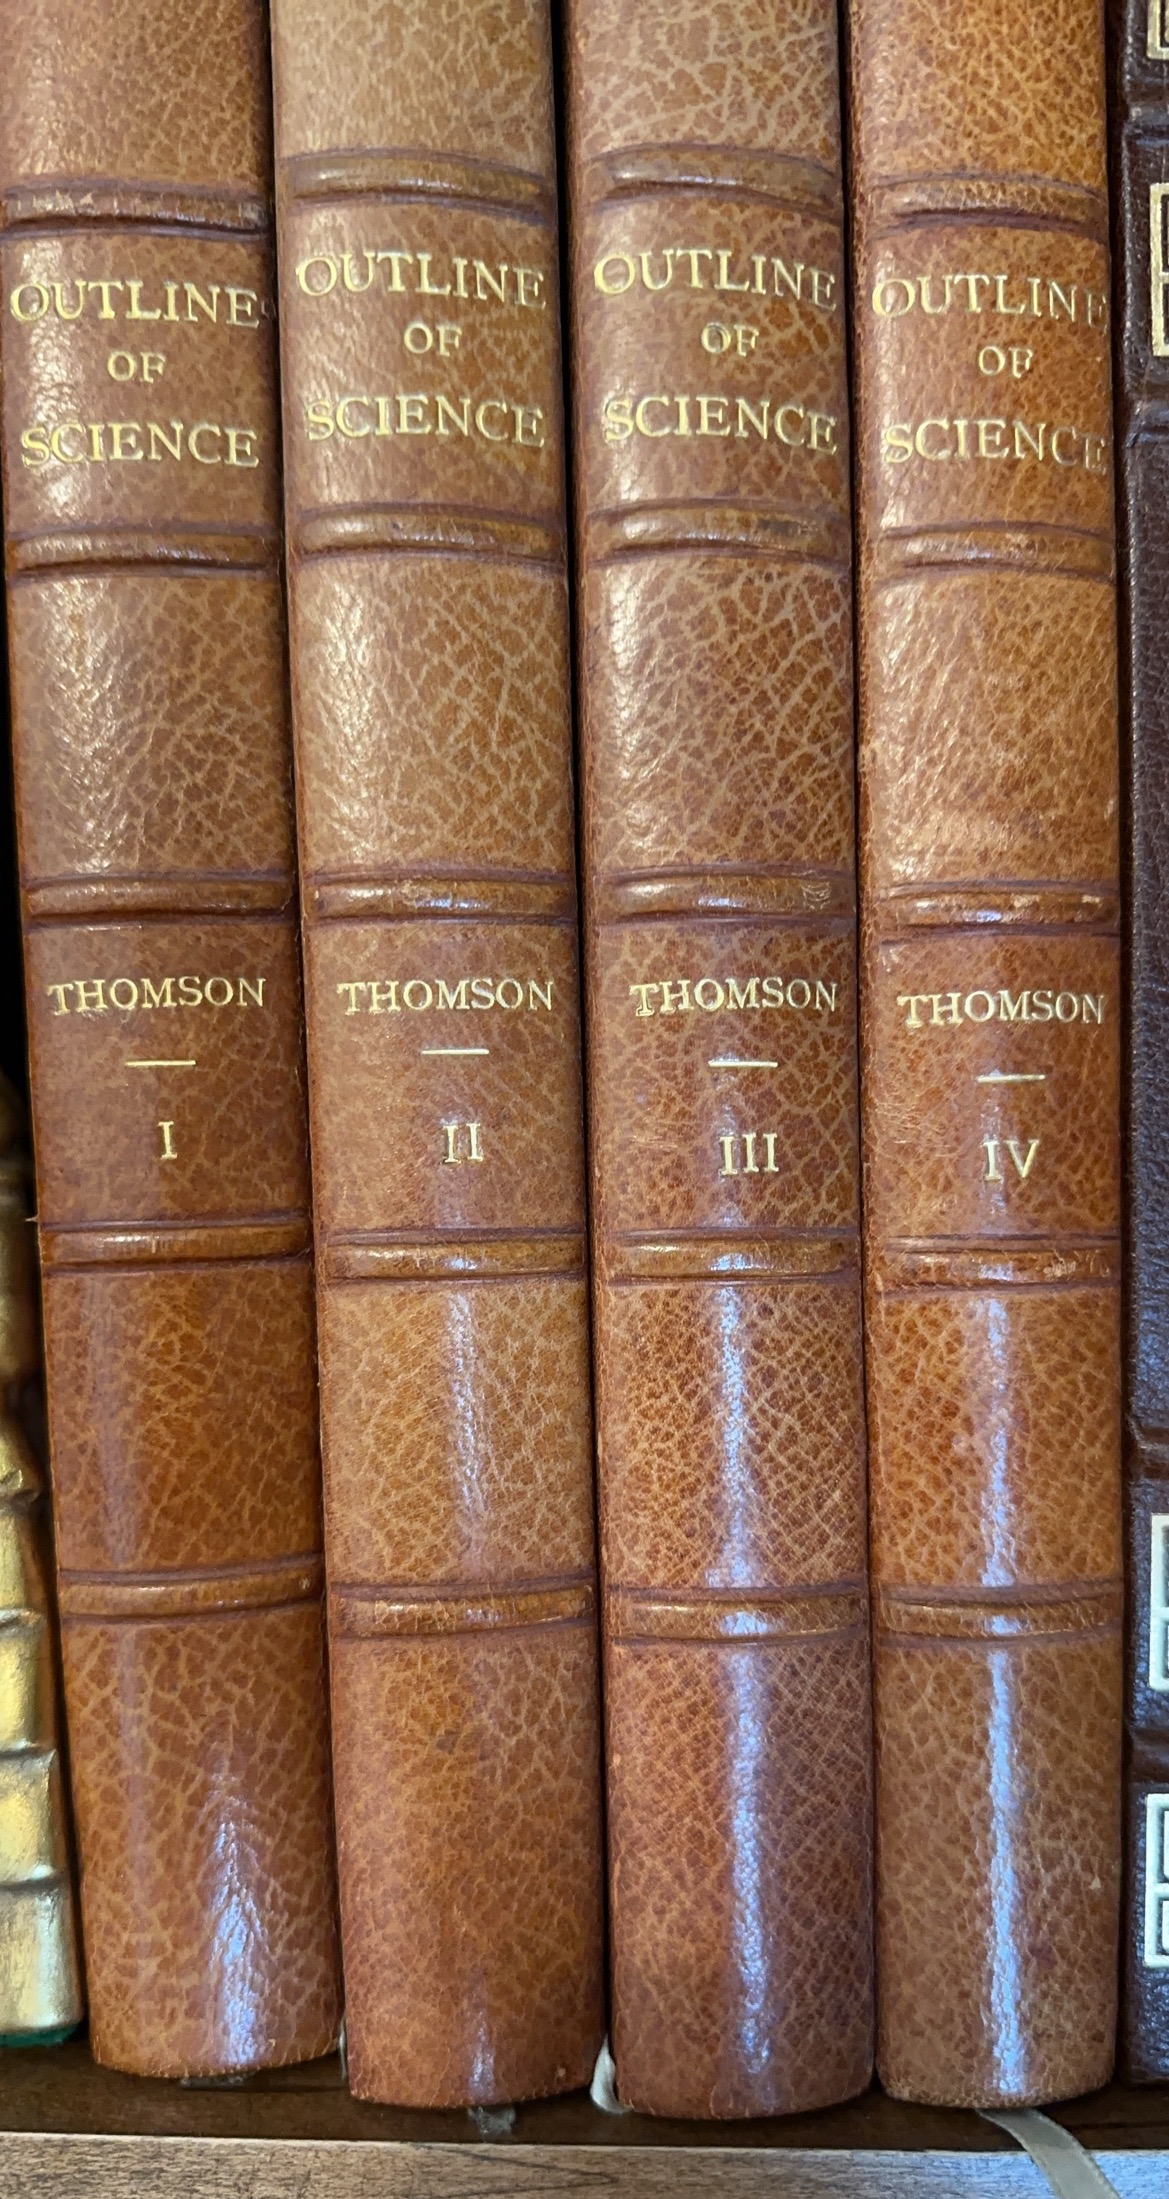 OUTLINE
OF
SCIENCE
THOMSON
I
OUTLINE
OF
SCIENCE
THOMSON
II
OUTLINE
OF
SCIENCE
THOMSON
III
OUTLINE
OF
SCIENCE
THOMSON
IV